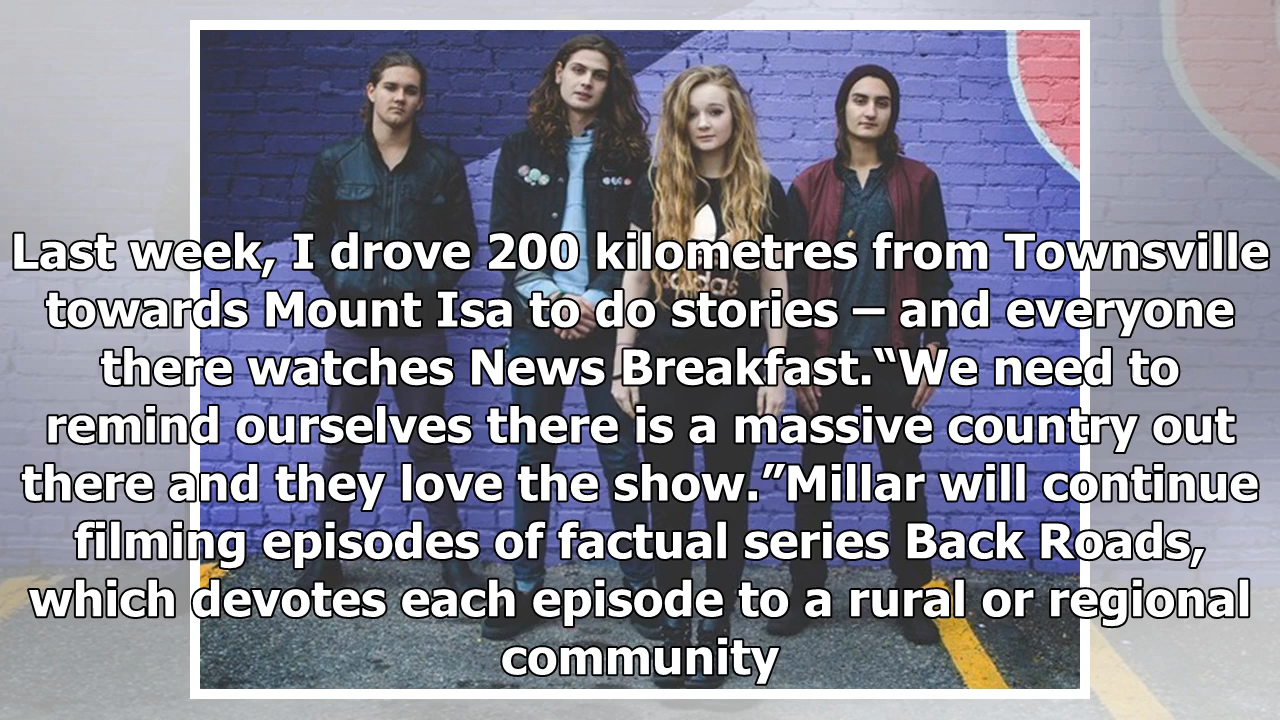 Last week, I drove 200 kilometres from Townsville
towards Mount Isa to do stories – and everyone
there watches News Breakfast.“We need to
remind ourselves there is a massive country out
there and they love the show.”Millar will continue
filming episodes of factual series Back Roads,
which devotes each episode to a rural or regional
community
adidas